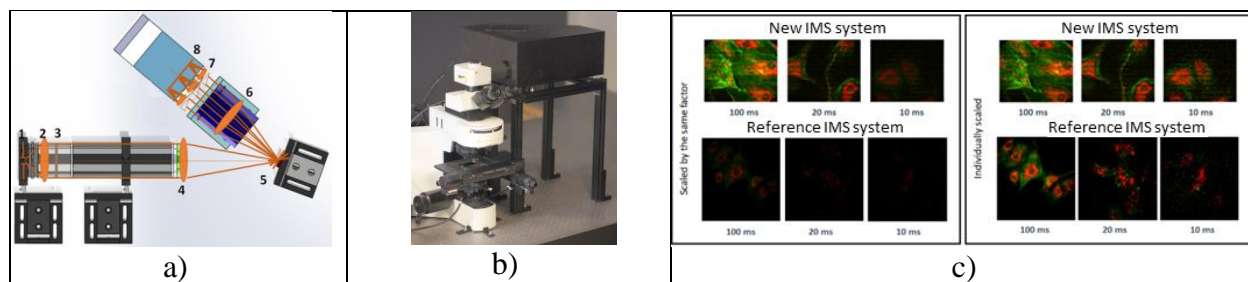 8
7
6
1 2 3
4
5
a)
b)
New IMS system
100 ms 20 ms 10 ms
Reference IMS system
100 ms 20 ms 10 ms
Scaled by the same factor
New IMS system
100 ms 20 ms 10 ms
Reference IMS system
100 ms 20 ms 10 ms
Individually scaled
c)